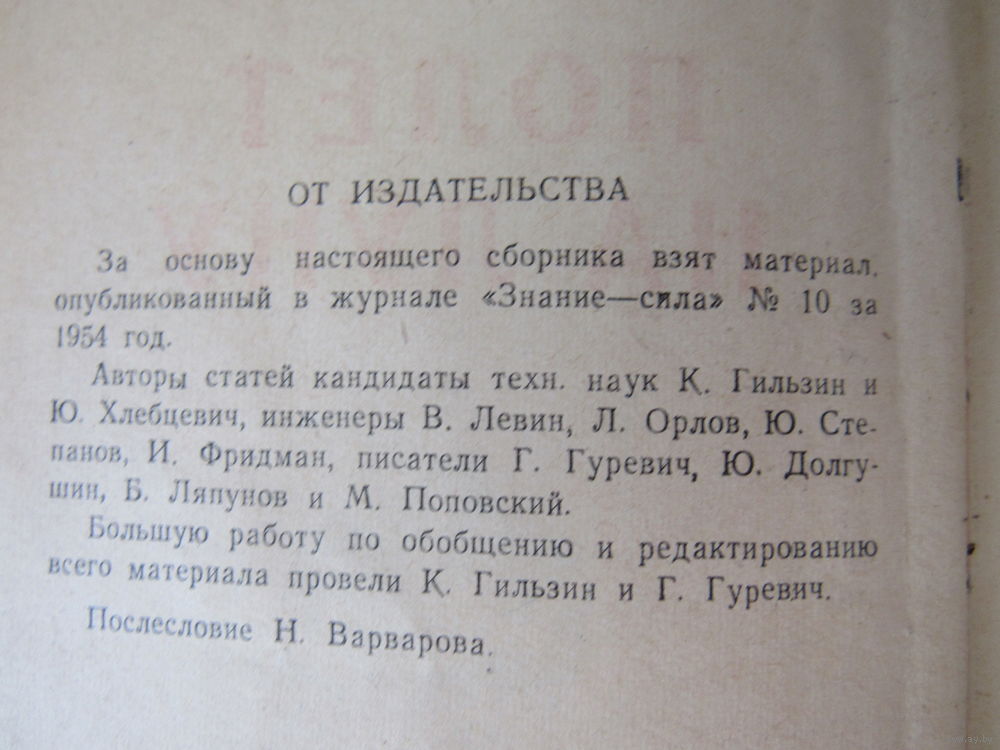 ПОЛЕТ
ОТ ИЗДАТЕЛЬСТВА
За основу настоящего сборника взят материал,
опубликованный в журнале «Знание—сила» № 10 за
1954 год.
Авторы статей кандидаты техн. наук К. Гильзин и
Ю. Хлебцевич, инженеры В. Левин, Л. Орлов, Ю. Сте-
панов, И. Фридман, писатели Г. Гуревич, Ю. Долгу-
шин, Б. Ляпунов и М. Поповский.
Большую работу по обобщению и редактированию
всего материала провели К. Гильзин и Г. Гуревич.
Послесловие Н. Варварова.